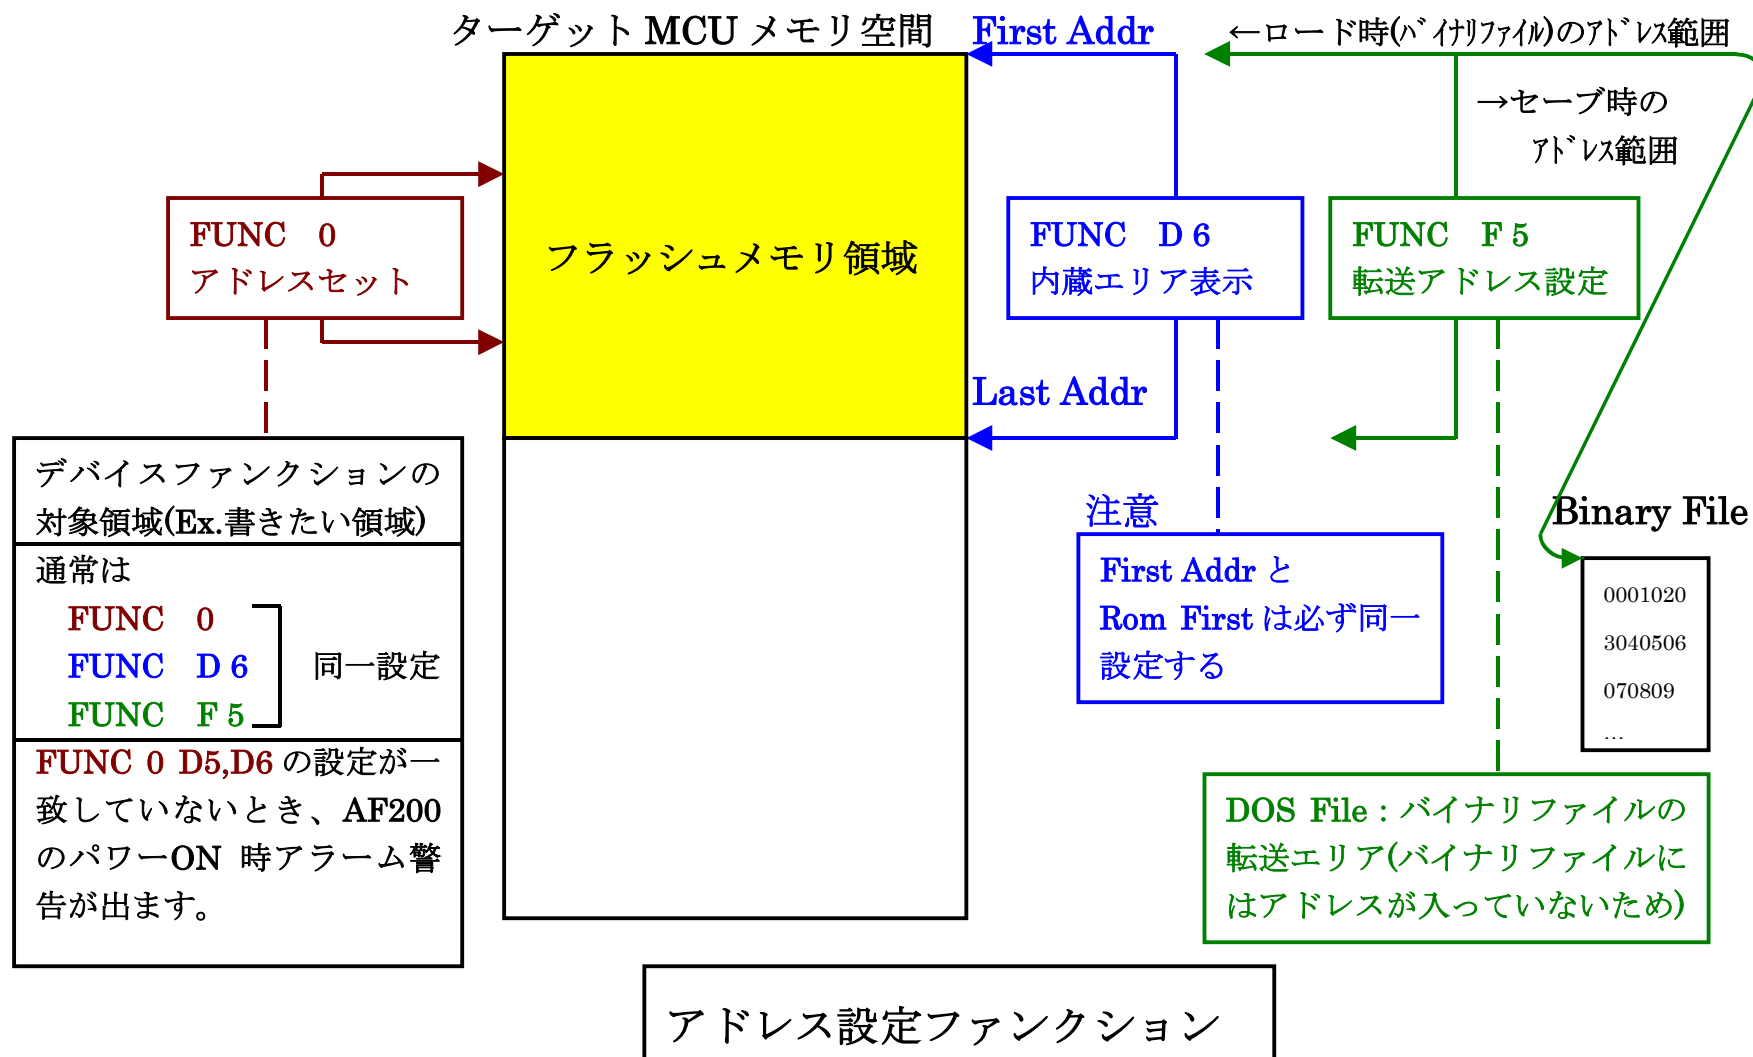 ターゲット MCU メモリ空間
First Addr
←ロード時(ﾊﾞｲﾅﾘﾌｧｲﾙ)のｱﾄﾞﾚｽ範囲
→セーブ時の
ｱﾄﾞﾚｽ範囲
FUNC 0
アドレスセット
フラッシュメモリ領域
FUNC D 6
内蔵エリア表示
FUNC F 5
転送アドレス設定
Last Addr
デバイスファンクションの
対象領域(Ex.書きたい領域)
通常は
FUNC 0
FUNC D 6
同一設定
FUNC F 5
FUNC 0 D5,D6 の設定が一
致していないとき、AF200
のパワーON 時アラーム警
告が出ます。
注意
First Addr と
Rom First は必ず同一
設定する
Binary File
0001020
3040506
070809
…
DOS File : バイナリファイルの
転送エリア(バイナリファイルに
はアドレスが入っていないため)
アドレス設定ファンクション